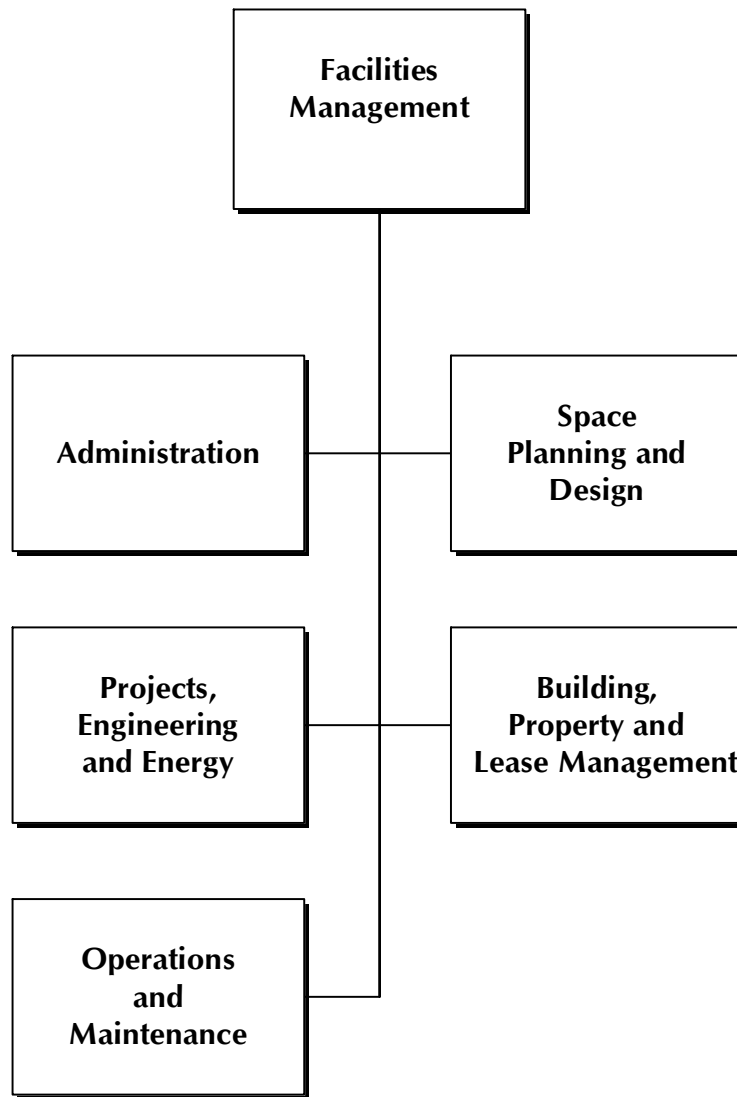 Facilities
Management
Administration
Space
Planning and
Design
Projects,
Engineering
and Energy
Building,
Property and
Lease Management
Operations
and
Maintenance